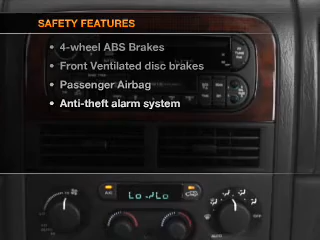 SAFETY FEATURES
• 4-wheel ABS Brakes
• Front Ventilated disc brakes
• Passenger Airbag
• Anti-theft alarm system
Lo Lo